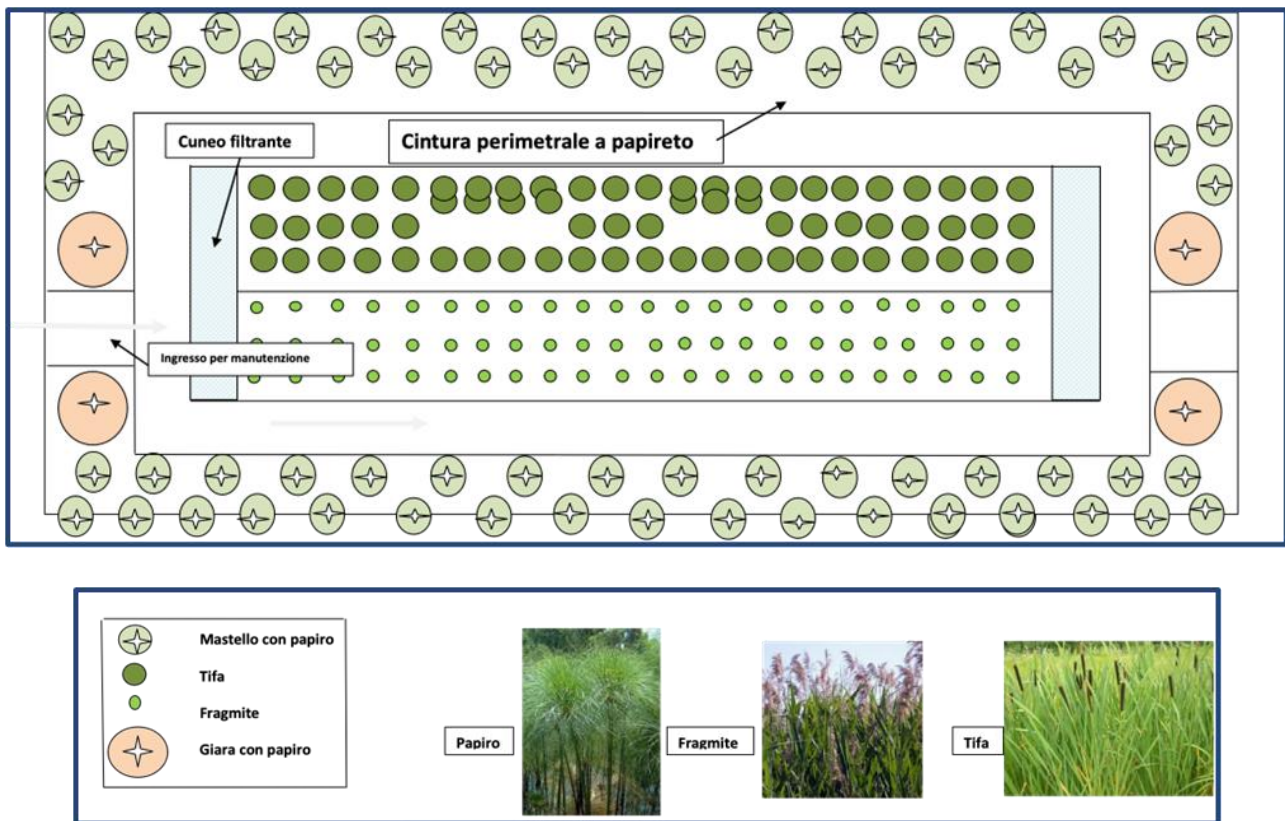 Cuneo filtrante
Cintura perimetrale a papireto
Ingresso per manutenzione
Mastello con papiro
Tifa
Fragmite
Giara con papiro
Papiro
Fragmite
Tifa